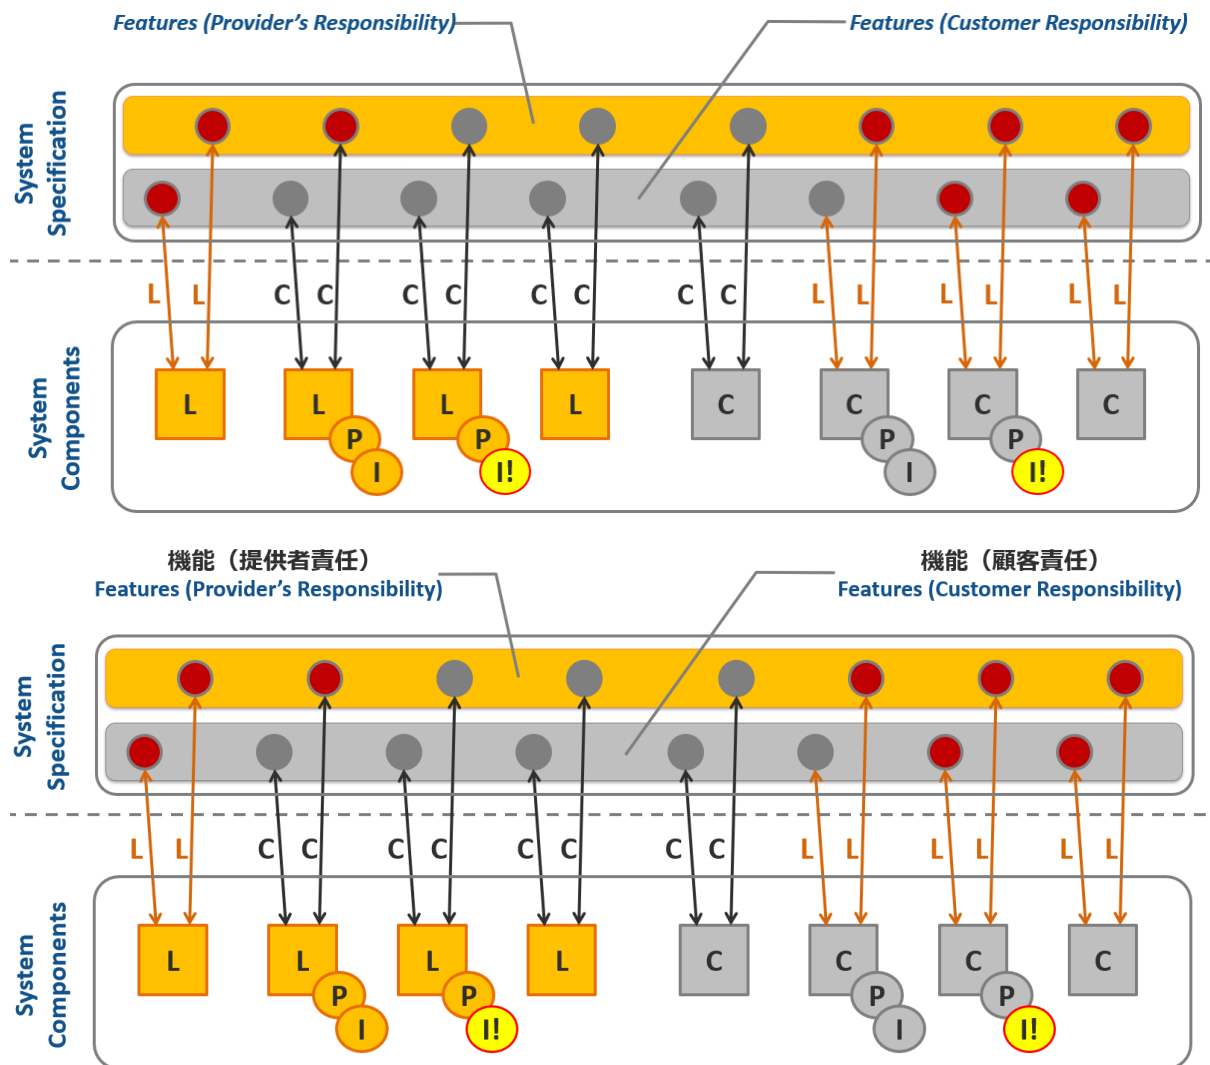 Features (Provider’s Responsibility)
Features (Customer Responsibility)
System
Specification
L L C C C C C C C C L L L L L L
System
Components
L L L L C C C C
P P P P
I I! I I!
機能（提供者責任）
機能（顧客責任）
Features (Provider’s Responsibility)
Features (Customer Responsibility)
System
Specification
L L C C C C C C C C L L L L L L
System
Components
L L L L C C C C
P P P P
I I! I I!